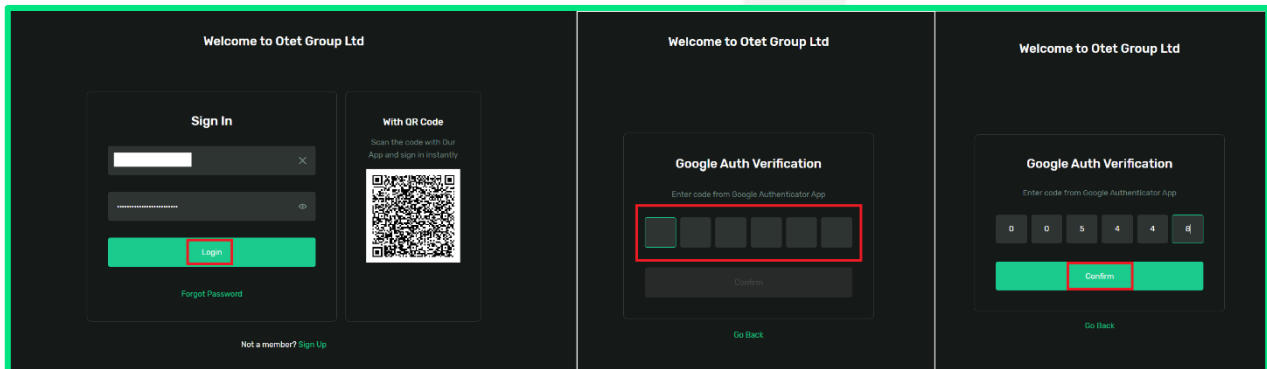 Welcome to Otet Group Ltd
Sign In
Login
Forgot Password
Not a member? Sign Up
With QR Code
Scan the code with Our
App and sign in instantly
Welcome to Otet Group Ltd
Google Auth Verification
Enter code from Google Authenticator App
Confirm
Go Back
Welcome to Otet Group Ltd
Google Auth Verification
Enter code from Google Authenticator App
0 0 5 4 4 8
Confirm
Go Back